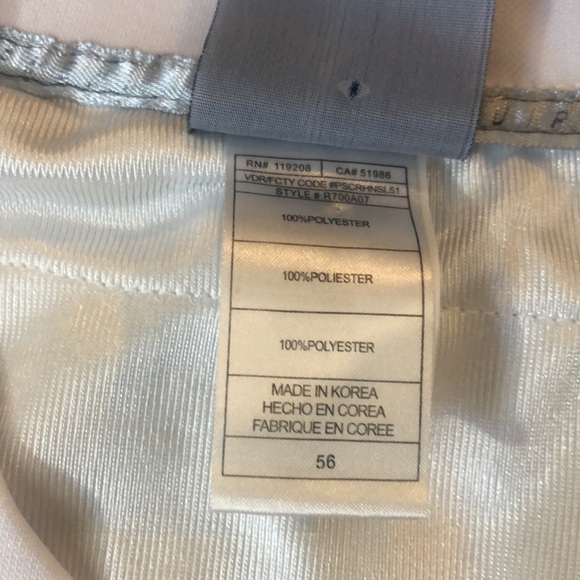 RN# 119208 CA# 51988
VDR/FCTY CODE #PSCRHNSL51
STYLE # R700A07
100%POLYESTER
100%POLIESTER
100%POLYESTER
MADE IN KOREA
HECHO EN COREA
FABRIQUE EN COREE
56